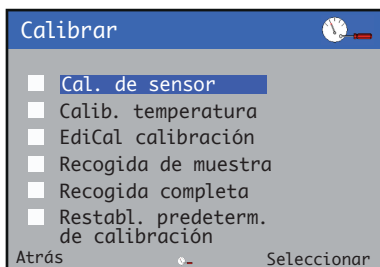 Calibrar
Cal. de sensor
Calib. temperatura
EdiCal calibración
Recogida de muestra
Recogida completa
Restabl. predeterm.
de calibración
Atrás
Seleccionar